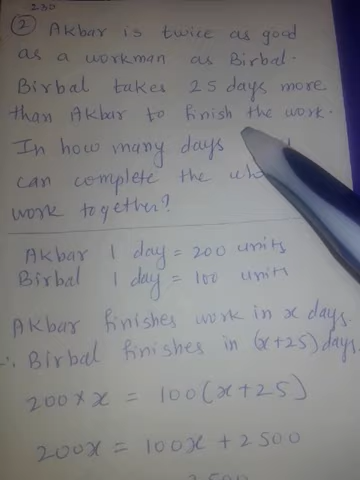 230
② Akbar is twice as good
as a workman as Birbal.
Birbal takes 25 days more
than Akbar to finish the work.
In how many days
can complete the
work together?
Akbar 1 day = 200 units
Birbal 1 day = 100 units
Akbar finishes work in x days.
∴ Birbal finishes in (x+25) days.
200 × x = 100(x+25)
200x = 100x + 2500